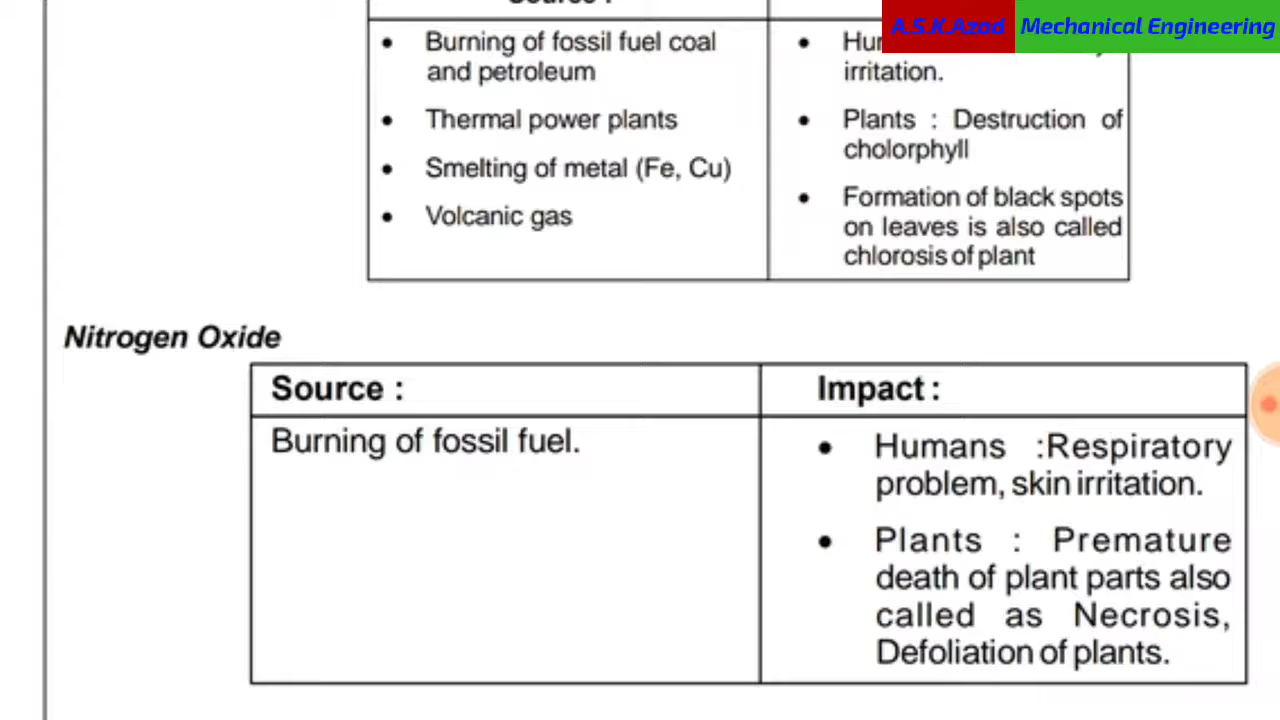 Source :
A.S.K.Azad Mechanical Engineering
Burning of fossil fuel coal
and petroleum
Thermal power plants
Smelting of metal (Fe, Cu)
Volcanic gas
irritation.
Plants : Destruction of
cholorphyll
Formation of black spots
on leaves is also called
chlorosis of plant
Nitrogen Oxide
Source :
Burning of fossil fuel.
Impact :
Humans :Respiratory
problem, skin irritation.
Plants : Premature
death of plant parts also
called as Necrosis,
Defoliation of plants.